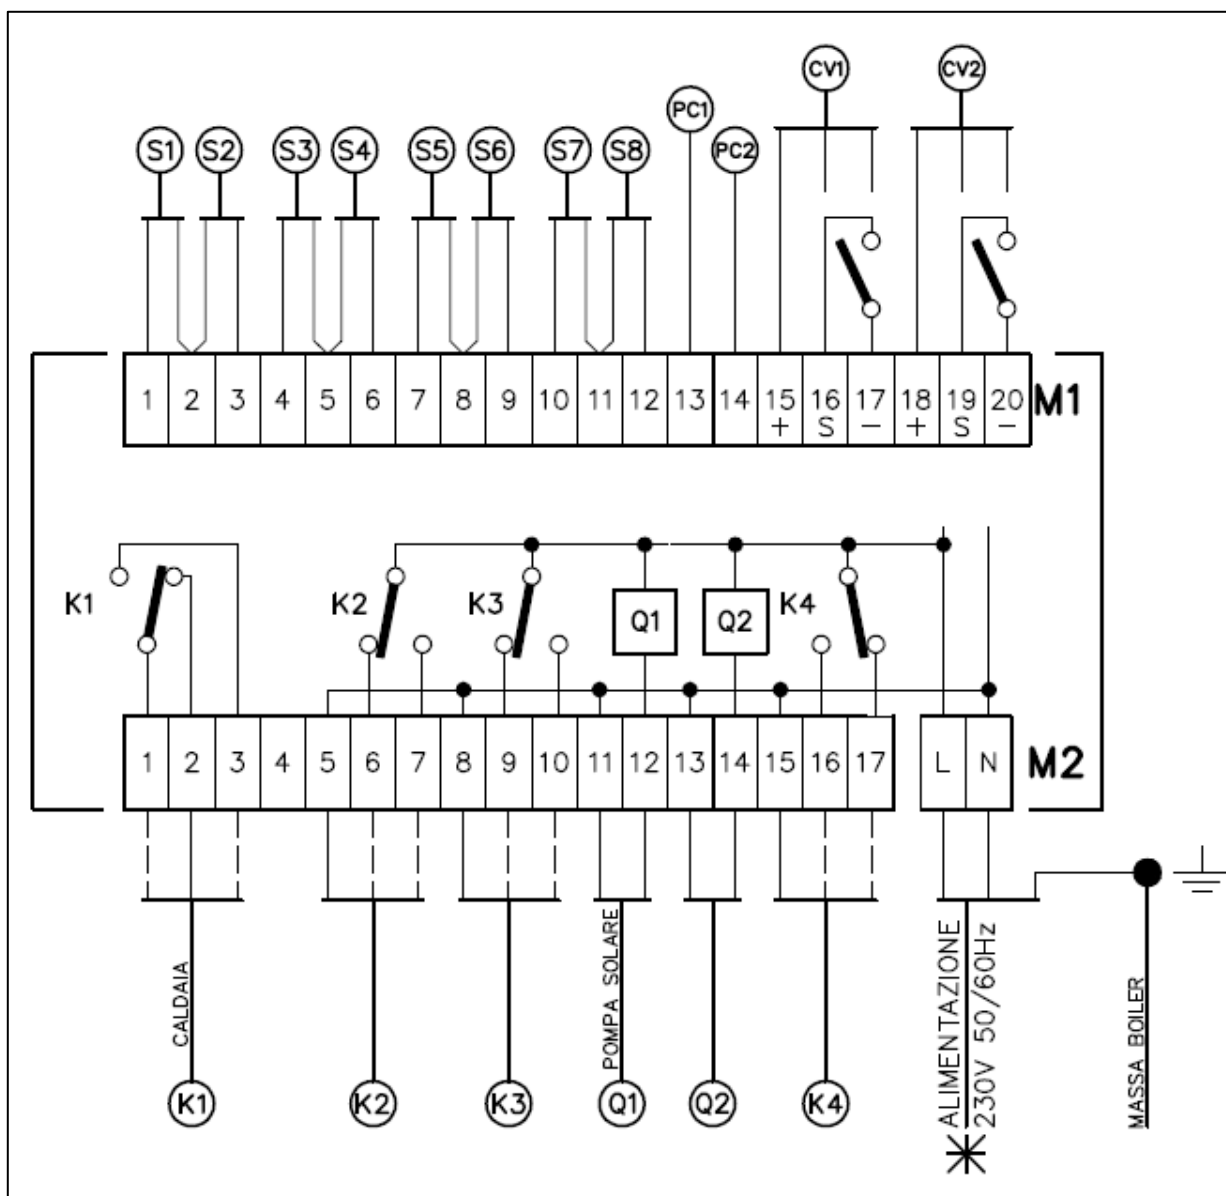 CV1 CV2
PC1
S1 S2 S3 S4 S5 S6 S7 S8 PC2
1 2 3 4 5 6 7 8 9 10 11 12 13 14 15 16 17 18 19 20 M1
+ S - + S -
K1 K2 K3 Q1 Q2 K4
1 2 3 4 5 6 7 8 9 10 11 12 13 14 15 16 17 L N M2
CALDAIA
POMPA SOLARE
ALIMENTAZIONE
230V 50/60Hz
MASSA BOILER
K1 K2 K3 Q1 Q2 K4